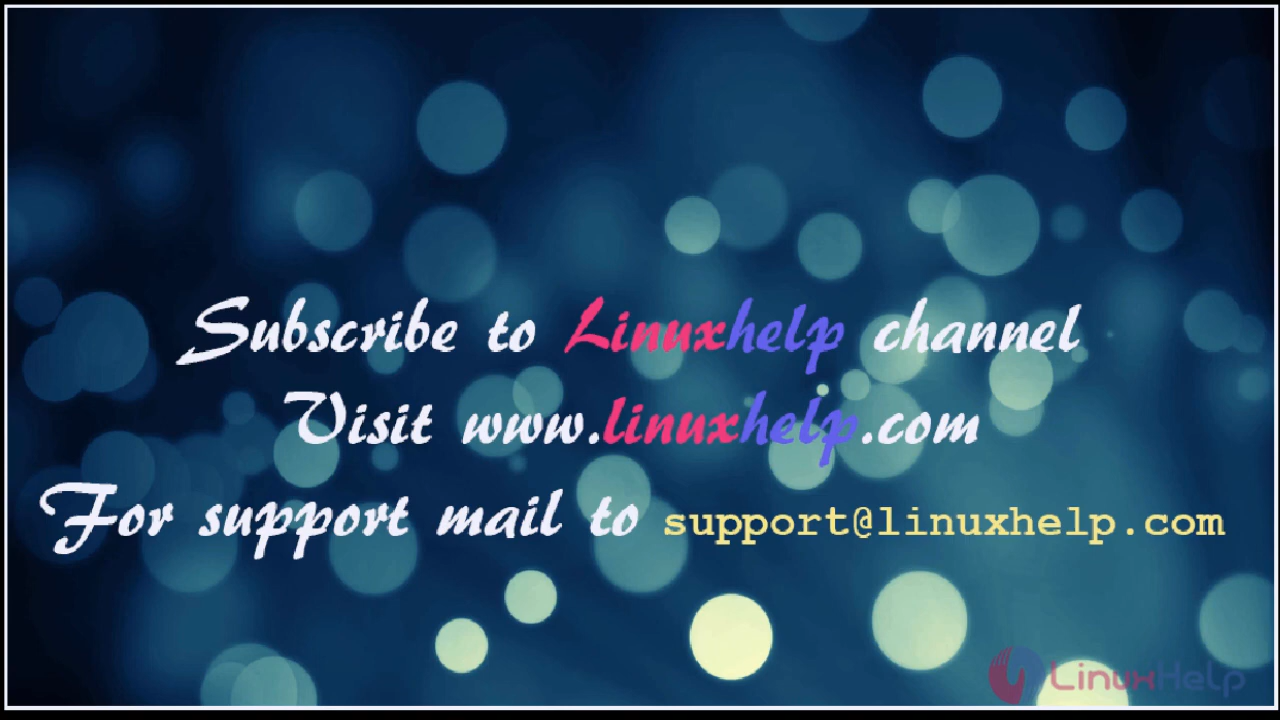 Subscribe to Linuxhelp channel
Visit www.linuxhelp.com
For support mail to support@linuxhelp.com
LinuxHelp